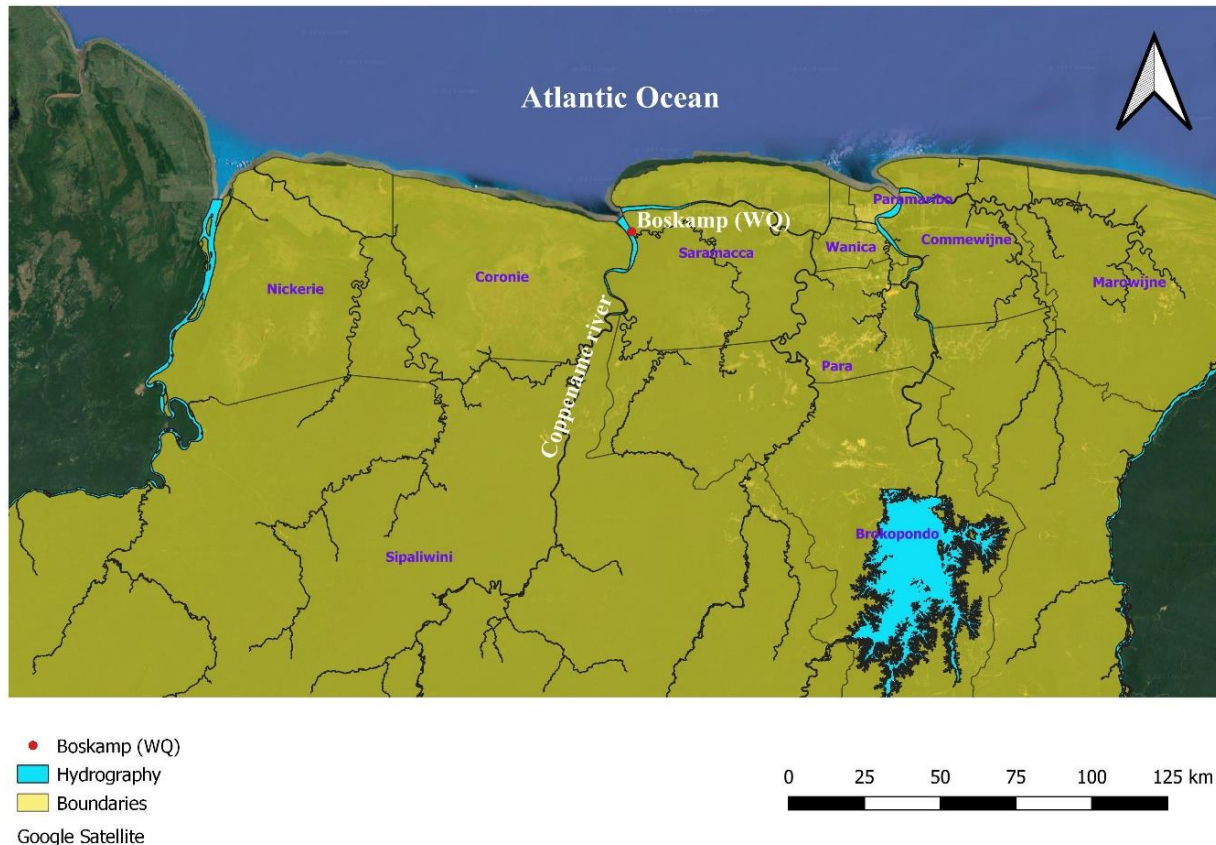 Atlantic Ocean
Paramaribo
Boskamp (WQ)
Commewijne
Wanica
Saramacca
Coronie
Marowijne
Nickerie
Coppename river
Para
Brokopondo
Sipaliwini
Boskamp (WQ)
Hydrography
Boundaries
Google Satellite
0 25 50 75 100 125 km